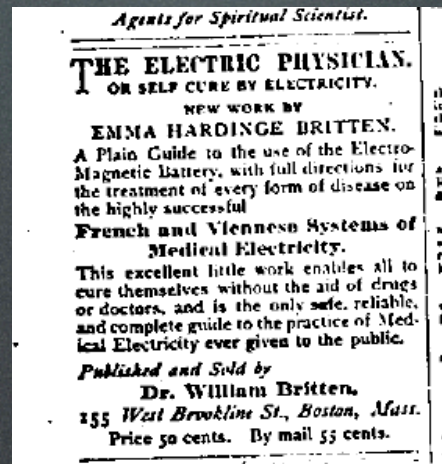 Agents for Spiritual Scientist.
THE ELECTRIC PHYSICIAN.
OR SELF CURE BY ELECTRICITY.
NEW WORK BY
EMMA HARDINGE BRITTEN.
A Plain Guide to the use of the Electro-
Magnetic Battery, with full directions for
the treatment of every form of disease on
the highly successful
French and Viennese Systems of
Medical Electricity.
This excellent little work enables all to
cure themselves without the aid of drugs
or doctors, and is the only safe, reliable,
and complete guide to the practice of Med-
ical Electricity ever given to the public.
Published and Sold by
Dr. William Britten,
155 West Brookline St., Boston, Mass.
Price 50 cents. By mail 55 cents.